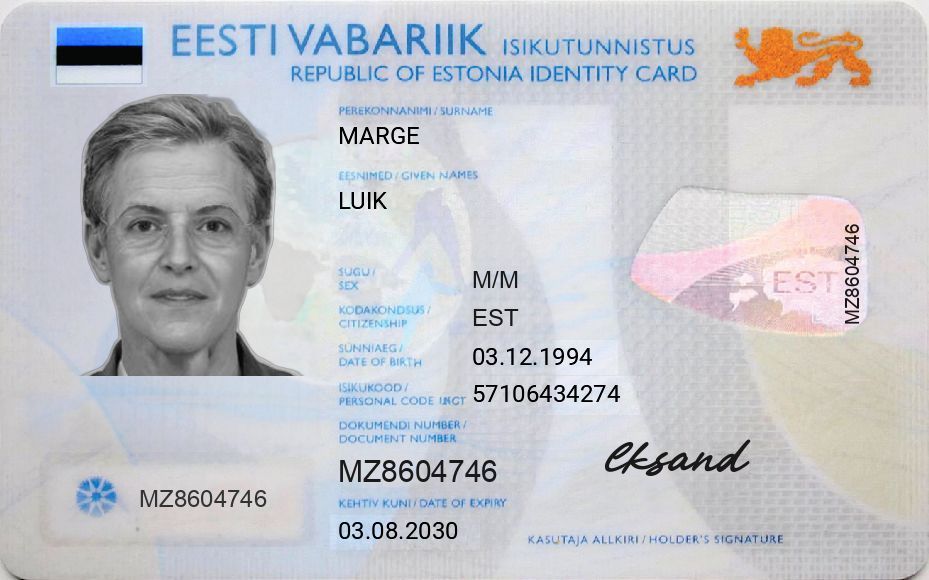 EESTI VABARIIK ISIKUTUNNISTUS
REPUBLIC OF ESTONIA IDENTITY CARD
PEREKONNANIMI / SURNAME
MARGE
EESNIMED / GIVEN NAMES
LUIK
SUGU /
SEX
M/M
KODAKONDSUS /
CITIZENSHIP
EST
SÜNNIAEG /
DATE OF BIRTH
03.12.1994
ISIKUKOOD /
PERSONAL CODE
57106434274
DOKUMENDI NUMBER /
DOCUMENT NUMBER
MZ8604746
KEHTIV KUNI / DATE OF EXPIRY
03.08.2030
MZ8604746
EST
MZ8604746
eksand
KASUTAJA ALLKIRI / HOLDER'S SIGNATURE